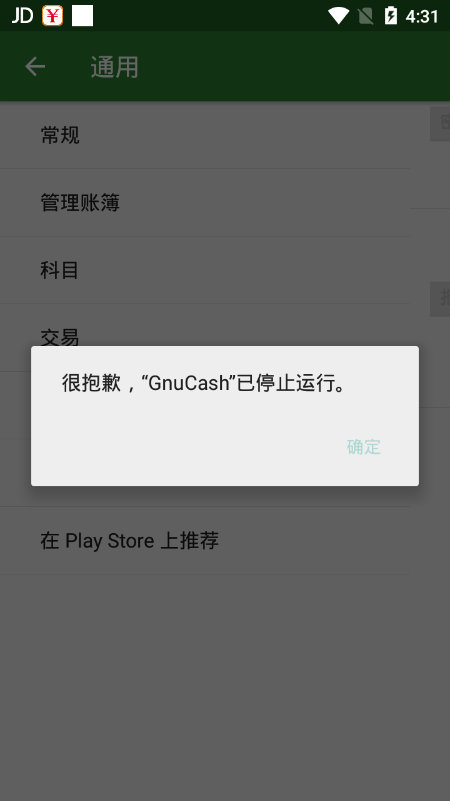 JD ¥ 4:31
通用
常规
管理账簿
科目
交易
很抱歉，“GnuCash”已停止运行。
确定
在 Play Store 上推荐